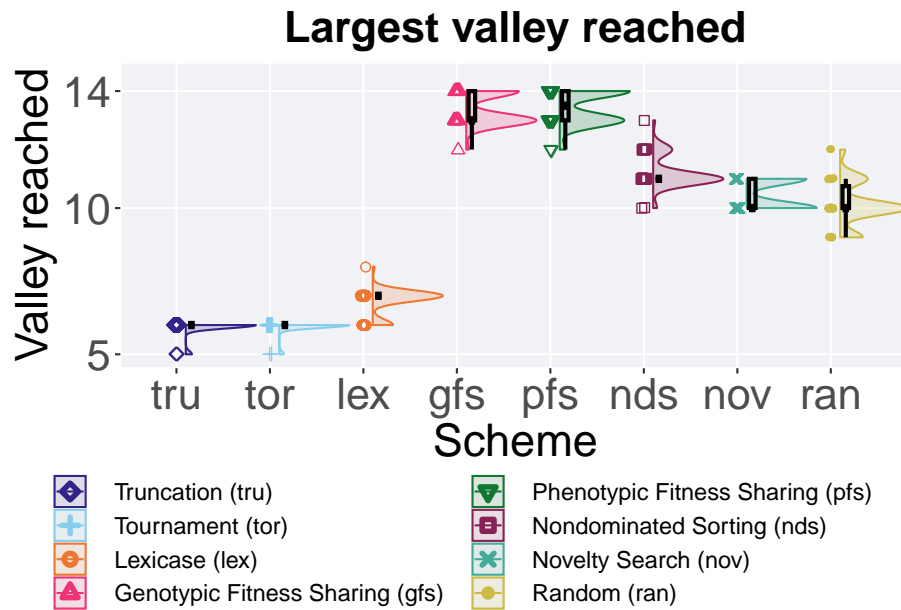 Largest valley reached
Valley reached
14
10
5
tru tor lex gfs pfs nds nov ran
Scheme
Truncation (tru)
Tournament (tor)
Lexicase (lex)
Genotypic Fitness Sharing (gfs)
Phenotypic Fitness Sharing (pfs)
Nondominated Sorting (nds)
Novelty Search (nov)
Random (ran)